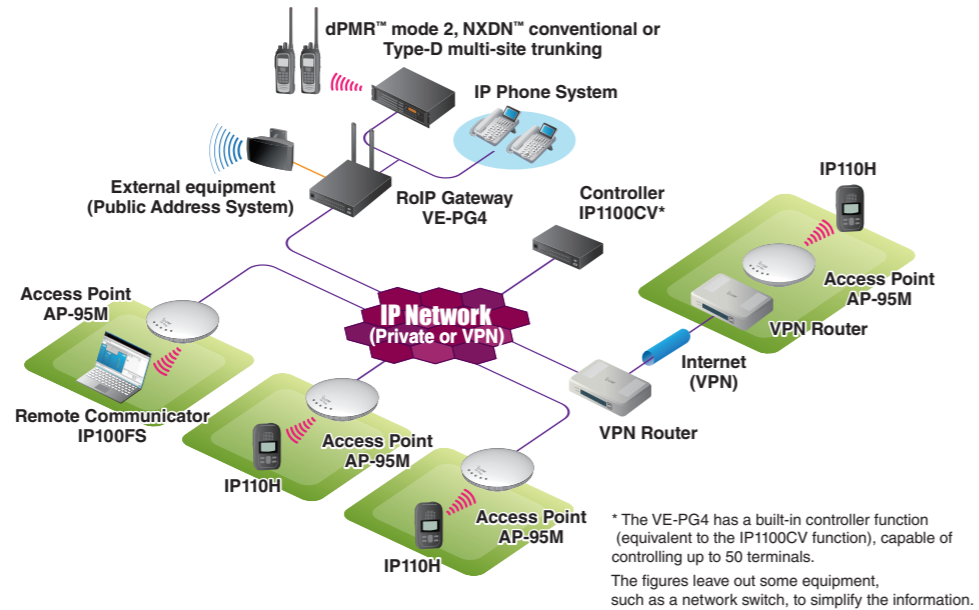 dPMR™ mode 2, NXDN™ conventional or
Type-D multi-site trunking
IP Phone System
External equipment
(Public Address System)
RoIP Gateway
VE-PG4
Controller
IP1100CV*
IP110H
Access Point
AP-95M
VPN Router
Internet
(VPN)
IP Network
(Private or VPN)
Access Point
AP-95M
Remote Communicator
IP100FS
Access Point
AP-95M
IP110H
VPN Router
Access Point
AP-95M
IP110H
* The VE-PG4 has a built-in controller function
(equivalent to the IP1100CV function), capable of
controlling up to 50 terminals.
The figures leave out some equipment,
such as a network switch, to simplify the information.